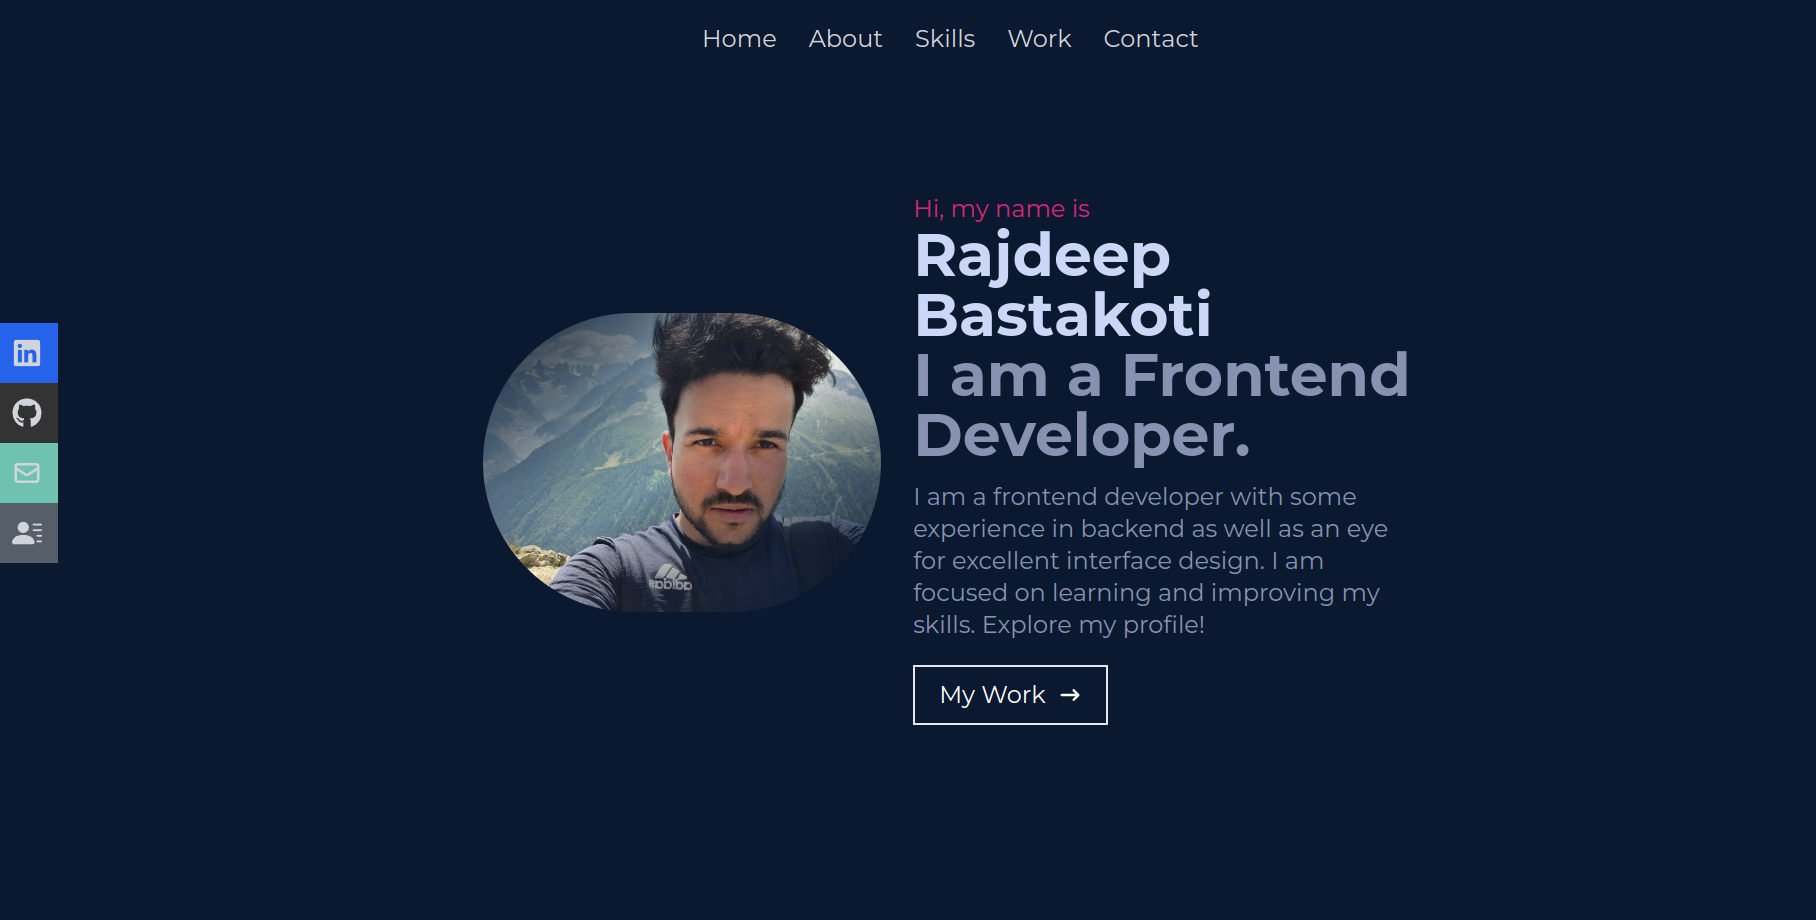 Home About Skills Work Contact
Hi, my name is
Rajdeep
Bastakoti
I am a Frontend
Developer.
I am a frontend developer with some
experience in backend as well as an eye
for excellent interface design. I am
focused on learning and improving my
skills. Explore my profile!
My Work →
in
adidas